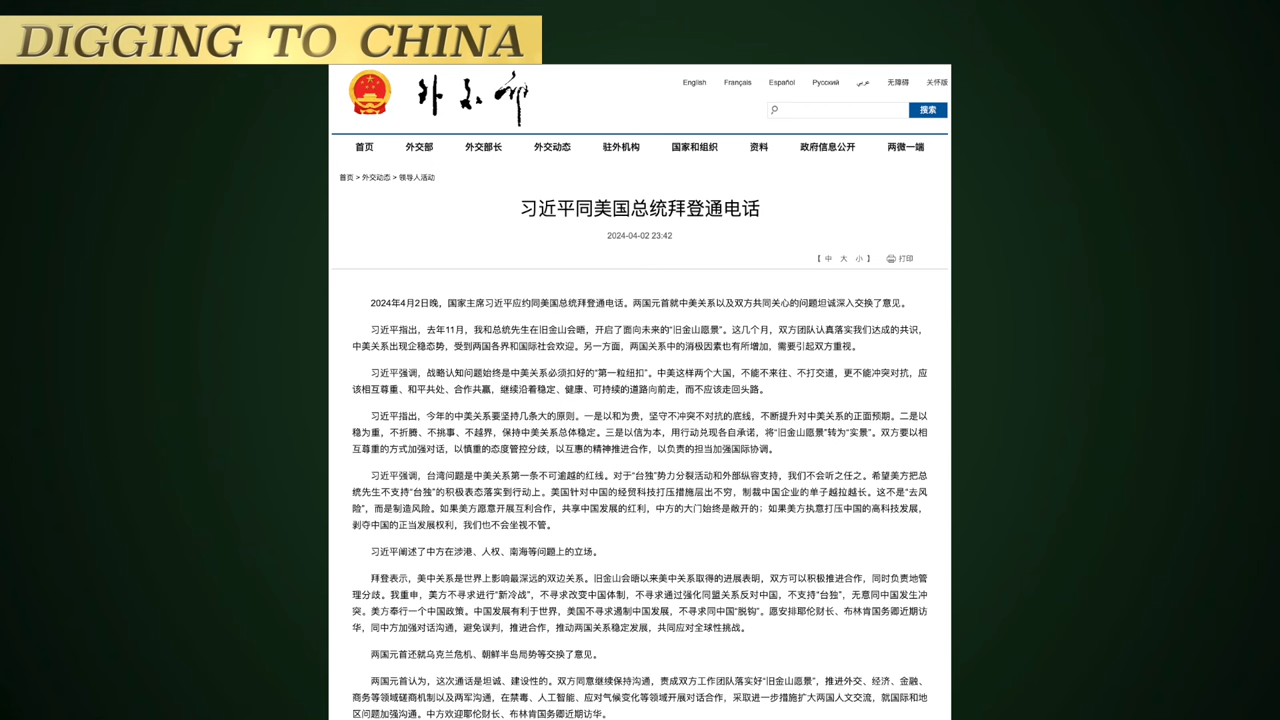 DIGGING TO CHINA
外交部
English Français Español Русский عربي 无障碍 关怀版
搜索
首页 外交部 外交部长 外交动态 驻外机构 国家和组织 资料 政府信息公开 两微一端
首页 > 外交动态 > 领导人活动
习近平同美国总统拜登通电话
2024-04-02 23:42
【 中 大 小 】 打印
2024年4月2日晚，国家主席习近平应约同美国总统拜登通电话。两国元首就中美关系以及双方共同关心的问题坦诚深入交换了意见。
习近平指出，去年11月，我和总统先生在旧金山会晤，开启了面向未来的“旧金山愿景”。这几个月，双方团队认真落实我们达成的共识，
中美关系出现企稳态势，受到两国各界和国际社会欢迎。另一方面，两国关系中的消极因素也有所增加，需要引起双方重视。
习近平强调，战略认知问题始终是中美关系必须扣好的“第一粒纽扣”。中美这样两个大国，不能不来往、不打交道，更不能冲突对抗，应
该相互尊重、和平共处、合作共赢，继续沿着稳定、健康、可持续的道路向前走，而不应该走回头路。
习近平指出，今年的中美关系要坚持几条大的原则。一是以和为贵，坚守不冲突不对抗的底线，不断提升对中美关系的正面预期。二是以
稳为重，不折腾、不挑事、不越界，保持中美关系总体稳定。三是以信为本，用行动兑现各自承诺，将“旧金山愿景”转为“实景”。双方要以相
互尊重的方式加强对话，以慎重的态度管控分歧，以互惠的精神推进合作，以负责的担当加强国际协调。
习近平强调，台湾问题是中美关系第一条不可逾越的红线。对于“台独”势力分裂活动和外部纵容支持，我们不会听之任之。希望美方把总
统先生不支持“台独”的积极表态落实到行动上。美国针对中国的经贸科技打压措施层出不穷，制裁中国企业的单子越拉越长。这不是“去风
险”，而是制造风险。如果美方愿意开展互利合作，共享中国发展的红利，中方的大门始终是敞开的；如果美方执意打压中国的高科技发展，
剥夺中国的正当发展权利，我们也不会坐视不管。
习近平阐述了中方在涉港、人权、南海等问题上的立场。
拜登表示，美中关系是世界上影响最深远的双边关系。旧金山会晤以来美中关系取得的进展表明，双方可以积极推进合作，同时负责地管
理分歧。我重申，美方不寻求进行“新冷战”，不寻求改变中国体制，不寻求通过强化同盟关系反对中国，不支持“台独”，无意同中国发生冲
突。美方奉行一个中国政策。中国发展有利于世界，美国不寻求遏制中国发展，不寻求同中国“脱钩”。愿安排耶伦财长、布林肯国务卿近期访
华，同中方加强对话沟通，避免误判，推进合作，推动两国关系稳定发展，共同应对全球性挑战。
两国元首还就乌克兰危机、朝鲜半岛局势等交换了意见。
两国元首认为，这次通话是坦诚、建设性的。双方同意继续保持沟通，责成双方工作团队落实好“旧金山愿景”，推进外交、经济、金融、
商务等领域磋商机制以及两军沟通，在禁毒、人工智能、应对气候变化等领域开展对话合作，采取进一步措施扩大两国人文交流，就国际和地
区问题加强沟通。中方欢迎耶伦财长、布林肯国务卿近期访华。